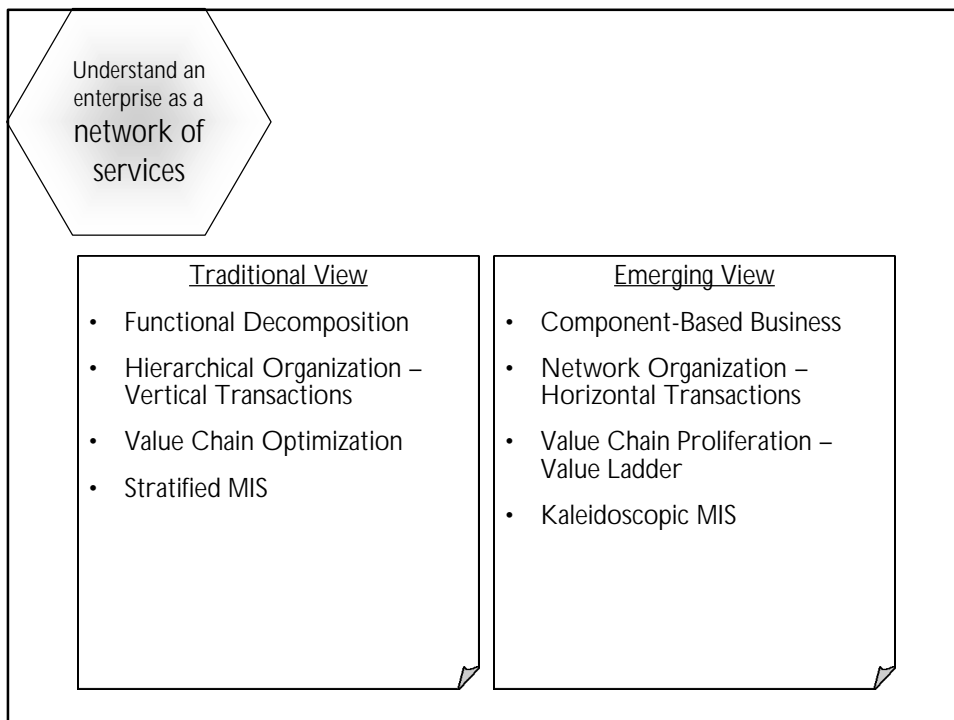 Understand an
enterprise as a
network of
services
Traditional View
• Functional Decomposition
• Hierarchical Organization –
Vertical Transactions
• Value Chain Optimization
• Stratified MIS
Emerging View
• Component-Based Business
• Network Organization –
Horizontal Transactions
• Value Chain Proliferation –
Value Ladder
• Kaleidoscopic MIS